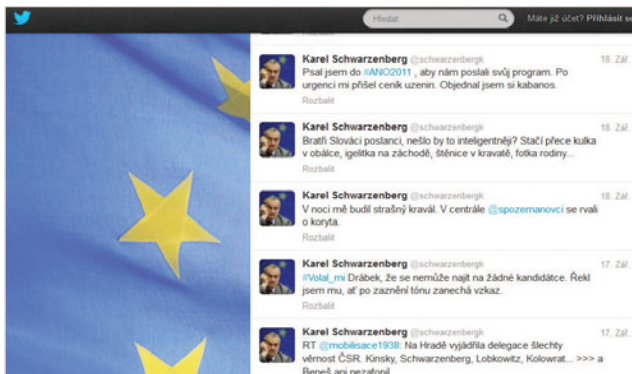 Hledat
Máte již účet? Přihlásit se
Rozbalit
Karel Schwarzenberg @schwarzenbergk 18. Zář.
Psal jsem do #ANO2011 , aby nám poslali svůj program. Po
urgenci mi přišel ceník uzenin. Objednal jsem si kabanos.
Rozbalit
Karel Schwarzenberg @schwarzenbergk 18. Zář.
Bratři Slováci poslanci, nešlo by to inteligentněji? Stačí přece kulka
v obálce, igelitka na záchodě, štěnice v kravatě, fotka rodiny...
Rozbalit
Karel Schwarzenberg @schwarzenbergk 18. Zář.
V noci mě budil strašný kravál. V centrále @spozemanovci se rvali
o koryta.
Rozbalit
Karel Schwarzenberg @schwarzenbergk 17. Zář.
#Volal_mi Drábek, že se nemůže najít na žádné kandidátce. Řekl
jsem mu, ať po zaznění tónu zanechá vzkaz.
Rozbalit
Karel Schwarzenberg @schwarzenbergk 17. Zář.
RT @mobilisace1938: Na Hradě vyjádřila delegace šlechty
věrnost ČSR. Kinsky, Schwarzenberg, Lobkowitz, Kolowrat... >>> a
Beneš ani nezatopil